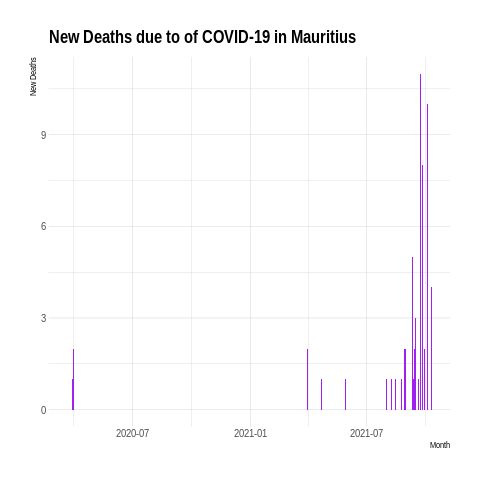 New Deaths due to of COVID-19 in Mauritius
New Deaths
9
6
3
0
2020-07
2021-01
2021-07
Month